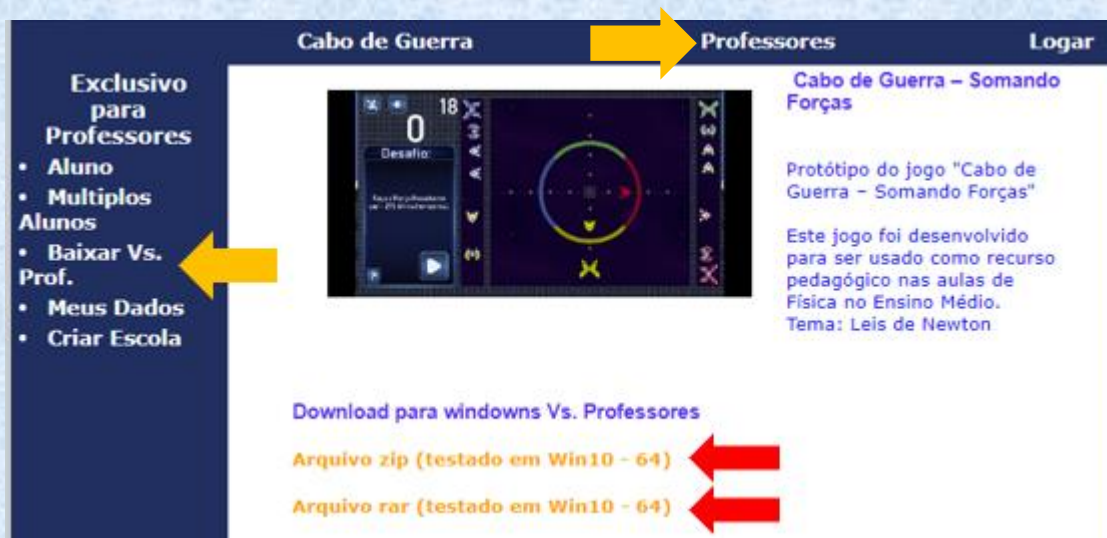 Cabo de Guerra
Professores
Logar
Exclusivo
para
Professores
• Aluno
• Multiplos
Alunos
• Baixar Vs.
Prof.
• Meus Dados
• Criar Escola
18
0
Desafio:
Cabo de Guerra – Somando
Forças
Protótipo do jogo "Cabo de
Guerra – Somando Forças"
Este jogo foi desenvolvido
para ser usado como recurso
pedagógico nas aulas de
Física no Ensino Médio.
Tema: Leis de Newton
Download para windowns Vs. Professores
Arquivo zip (testado em Win10 - 64)
Arquivo rar (testado em Win10 - 64)